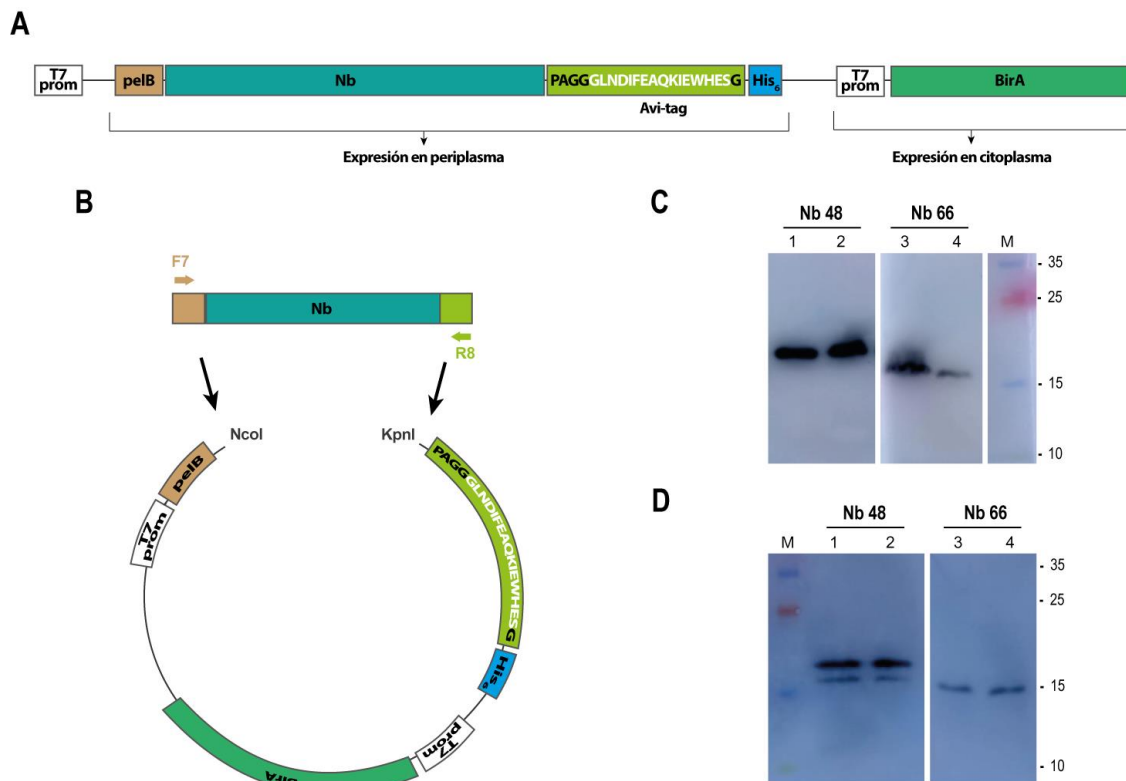 A
T7
prom
pelB
Nb
PAGGGLNDIFEAQKIEWHESG
His6
T7
prom
BirA
Avi-tag
Expresión en periplasma
Expresión en citoplasma
B
F7
Nb
R8
NcoI
KpnI
pelB
T7
prom
PAGGGLNDIFEAQKIEWHESG
His6
T7
prom
BirA
C
Nb 48
Nb 66
1 2 3 4 M
- 35
- 25
- 15
- 10
D
Nb 48
Nb 66
M 1 2 3 4
- 35
- 25
- 15
- 10